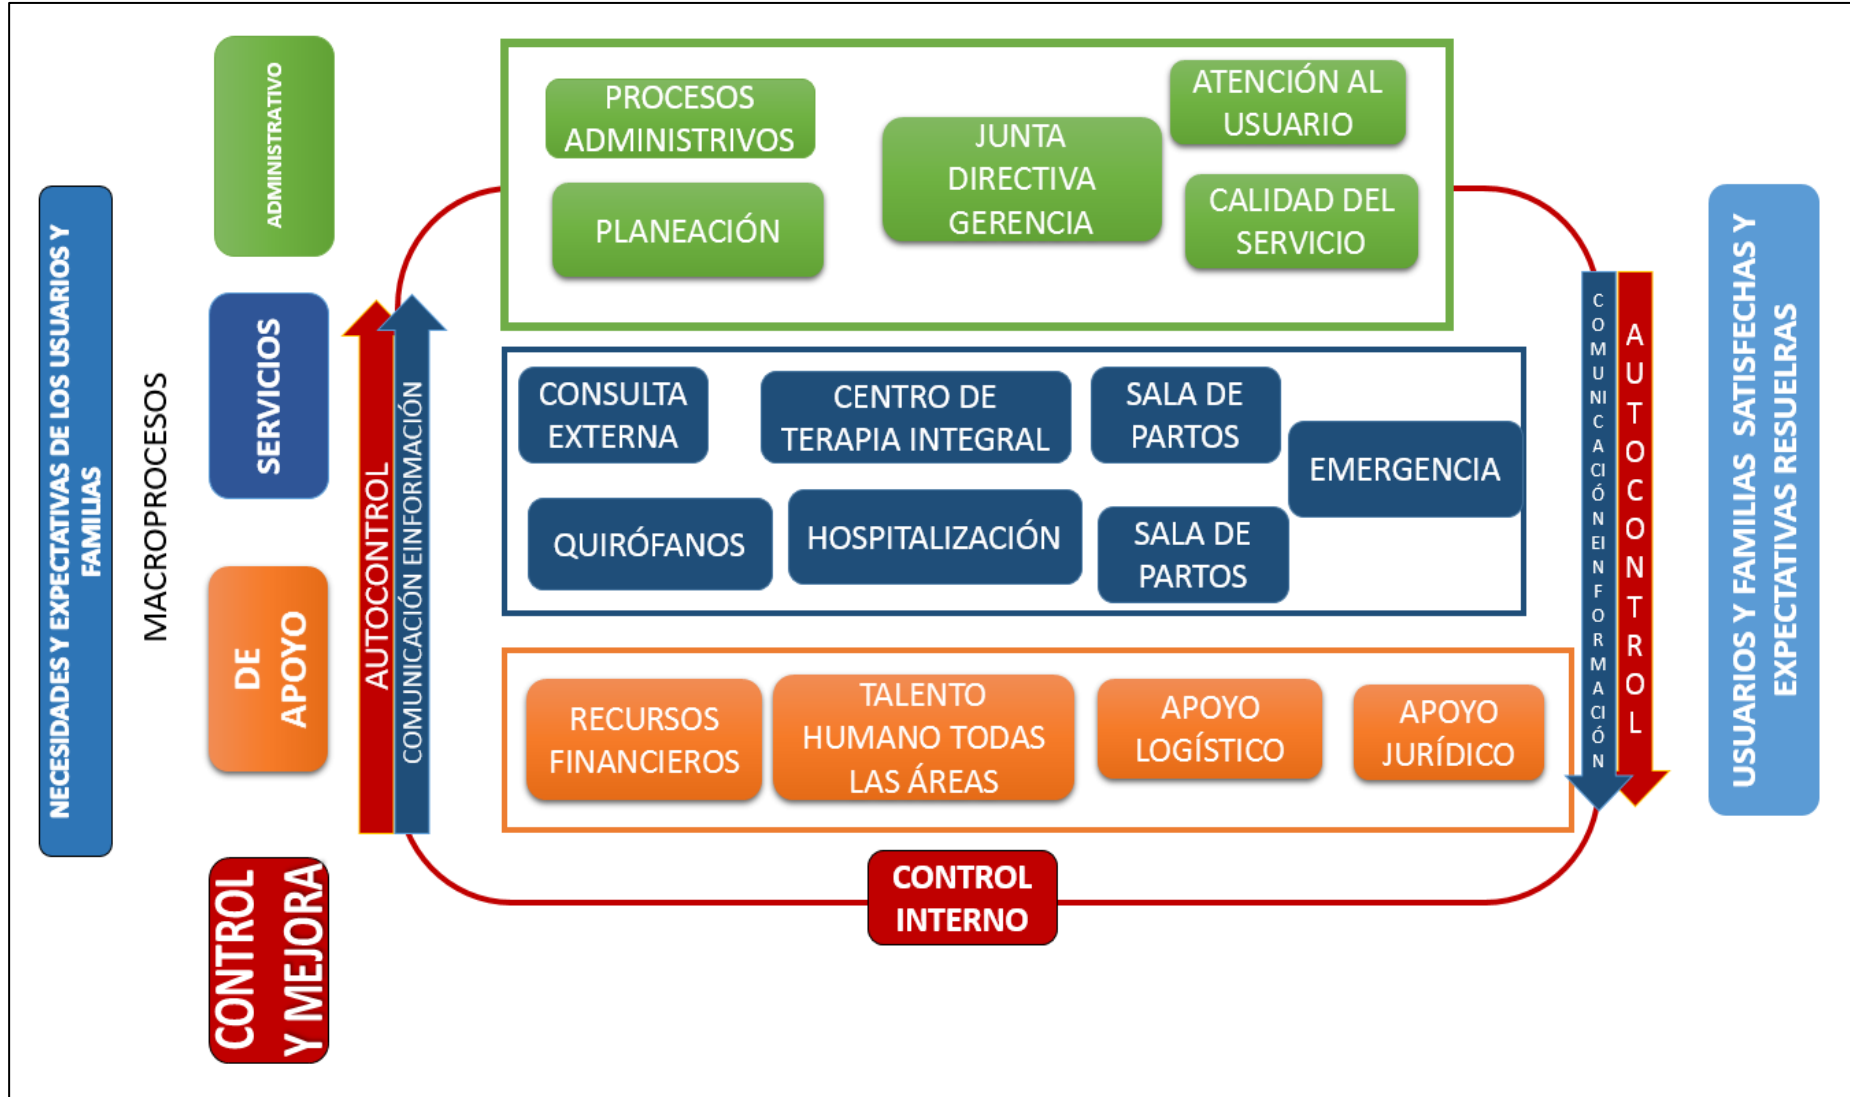 NECESIDADES Y EXPECTATIVAS DE LOS USUARIOS Y
FAMILIAS
MACROPROCESOS
ADMINISTRATIVO
SERVICIOS
DE
APOYO
CONTROL
Y MEJORA
AUTOCONTROL
COMUNICACIÓN EINFORMACIÓN
PROCESOS
ADMINISTRIVOS
PLANEACIÓN
JUNTA
DIRECTIVA
GERENCIA
ATENCIÓN AL
USUARIO
CALIDAD DEL
SERVICIO
CONSULTA
EXTERNA
CENTRO DE
TERAPIA INTEGRAL
SALA DE
PARTOS
EMERGENCIA
QUIRÓFANOS
HOSPITALIZACIÓN
SALA DE
PARTOS
RECURSOS
FINANCIEROS
TALENTO
HUMANO TODAS
LAS ÁREAS
APOYO
LOGÍSTICO
APOYO
JURÍDICO
CONTROL
INTERNO
COMUNICACIÓNEINFORMACIÓN
AUTOCONTROL
USUARIOS Y FAMILIAS SATISFECHAS Y
EXPECTATIVAS RESUELRAS